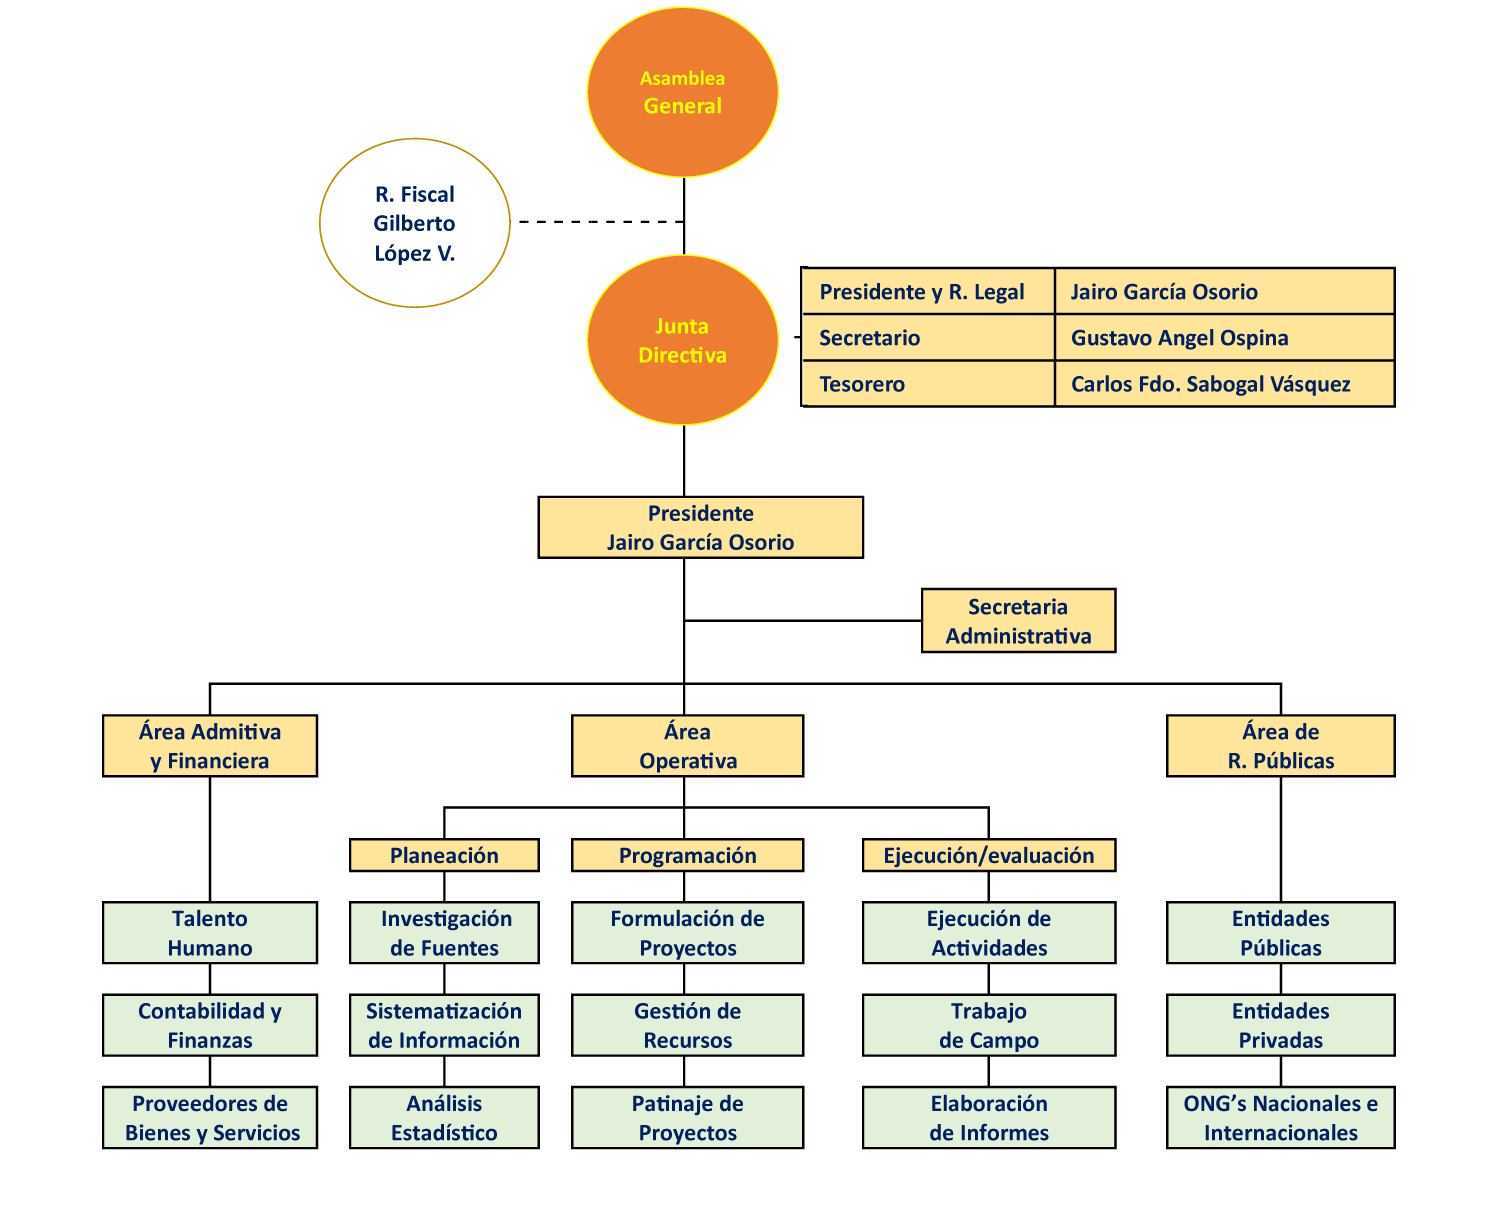 Asamblea
General
R. Fiscal
Gilberto
López V.
Junta
Directiva
Presidente y R. Legal
Jairo García Osorio
Secretario
Gustavo Angel Ospina
Tesorero
Carlos Fdo. Sabogal Vásquez
Presidente
Jairo García Osorio
Secretaria
Administrativa
Área Admitiva
y Financiera
Área
Operativa
Área de
R. Públicas
Planeación
Programación
Ejecución/evaluación
Talento
Humano
Investigación
de Fuentes
Formulación de
Proyectos
Ejecución de
Actividades
Entidades
Públicas
Contabilidad y
Finanzas
Sistematización
de Información
Gestión de
Recursos
Trabajo
de Campo
Entidades
Privadas
Proveedores de
Bienes y Servicios
Análisis
Estadístico
Patinaje de
Proyectos
Elaboración
de Informes
ONG's Nacionales e
Internacionales